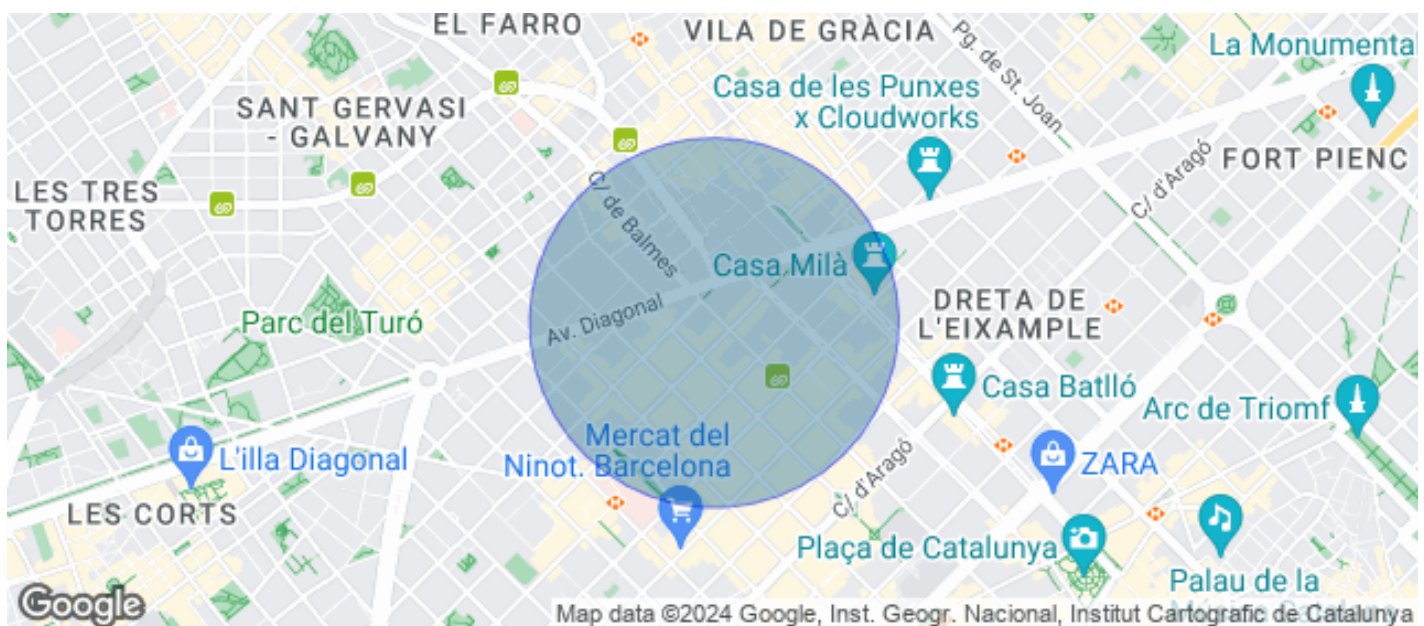 EL FARRO
VILA DE GRÀCIA
Pg. de St. Joan
La Monumental
SANT GERVASI
- GALVANY
Casa de les Punxes
x Cloudworks
C/ d'Aragó
FORT PIENC
LES TRES
TORRES
C/ de Balmes
Casa Milà
DRETA DE
L'EIXAMPLE
Parc del Turó
Av. Diagonal
Casa Batlló
Arc de Triomf
Mercat del
Ninot. Barcelona
L'illa Diagonal
ZARA
C/ d'Aragó
LES CORTS
Plaça de Catalunya
Palau de la
Google
Map data ©2024 Google, Inst. Geogr. Nacional, Institut Cartogràfic de Catalunya